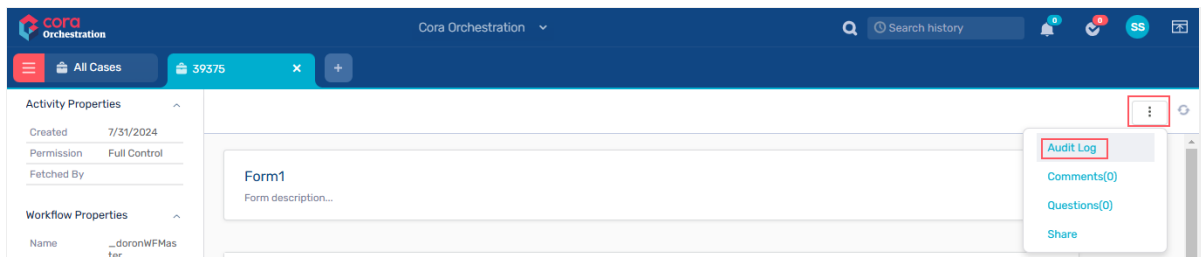 cora
Orchestration
Cora Orchestration
Search history
0
0
SS
All Cases
39375
×
+
Activity Properties
Created 7/31/2024
Permission Full Control
Fetched By
Audit Log
Comments(0)
Form1
Form description...
Questions(0)
Workflow Properties
Share
Name _doronWFMas
ter